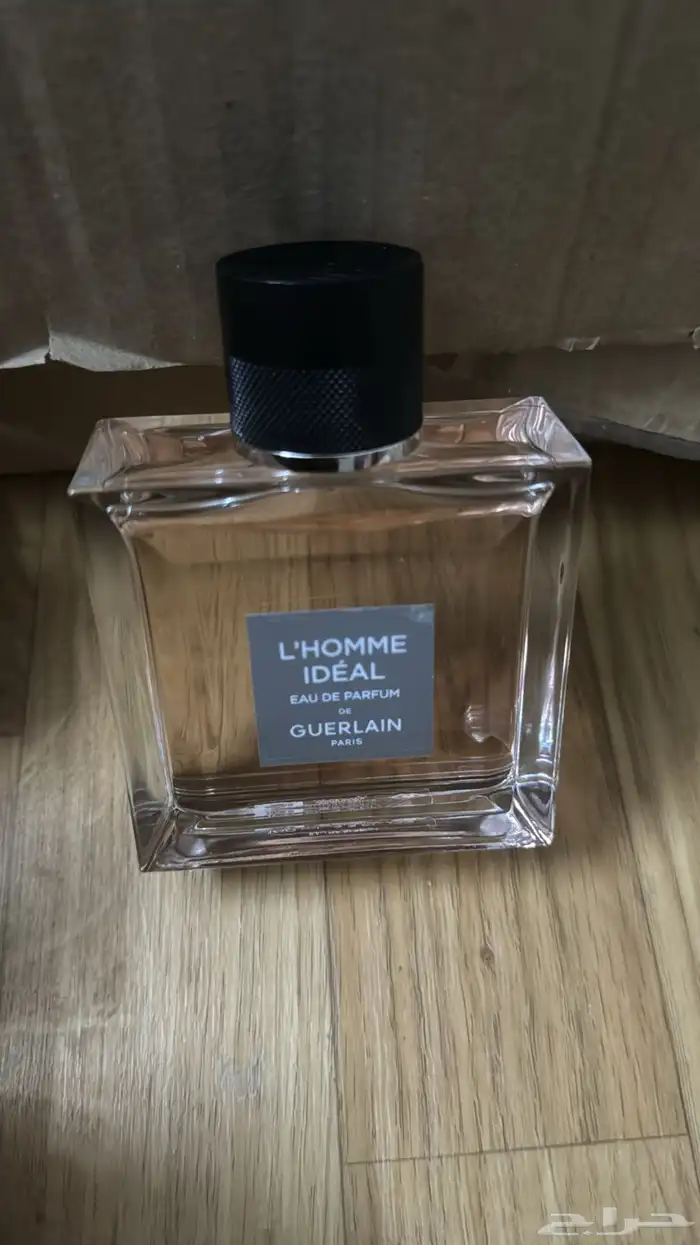 L'HOMME
IDÉAL
EAU DE PARFUM
DE
GUERLAIN
PARIS
حراج